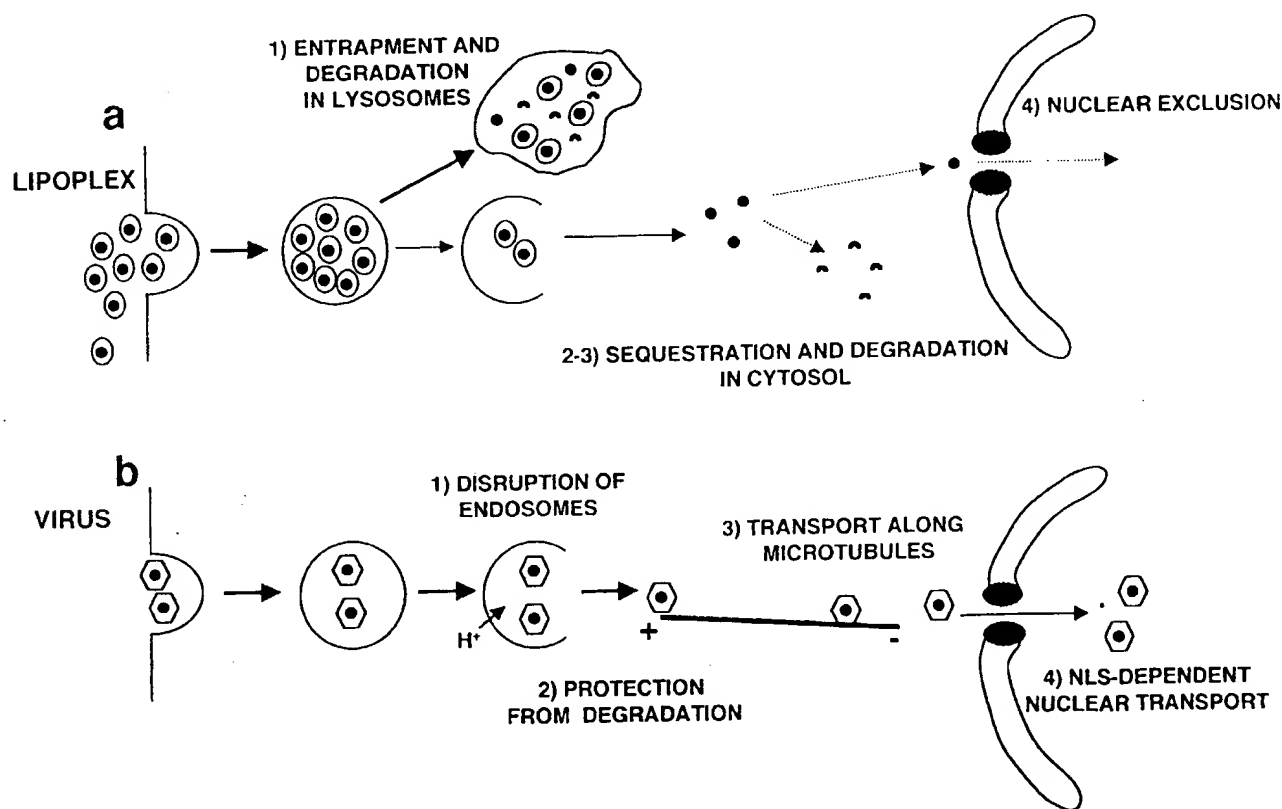 a
LIPOPLEX
1) ENTRAPMENT AND
DEGRADATION
IN LYSOSOMES
4) NUCLEAR EXCLUSION
2-3) SEQUESTRATION AND DEGRADATION
IN CYTOSOL
b
VIRUS
1) DISRUPTION OF
ENDOSOMES
H+
2) PROTECTION
FROM DEGRADATION
3) TRANSPORT ALONG
MICROTUBULES
+
-
4) NLS-DEPENDENT
NUCLEAR TRANSPORT